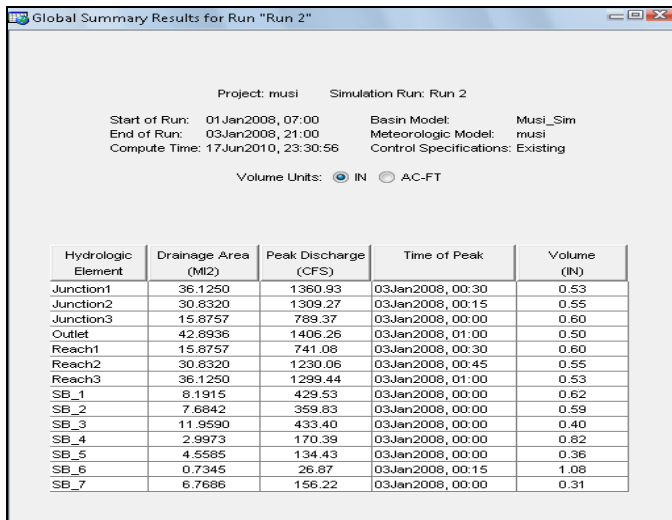 Global Summary Results for Run "Run 2"
Project: musi Simulation Run: Run 2
Start of Run: 01Jan2008, 07:00 Basin Model: Musi_Sim
End of Run: 03Jan2008, 21:00 Meteorologic Model: musi
Compute Time: 17Jun2010, 23:30:56 Control Specifications: Existing
Volume Units: IN AC-FT
Hydrologic Drainage Area Peak Discharge Time of Peak Volume
Element (MI2) (CFS) (IN)
Junction1 36.1250 1360.93 03Jan2008, 00:30 0.53
Junction2 30.8320 1309.27 03Jan2008, 00:15 0.55
Junction3 15.8757 789.37 03Jan2008, 00:00 0.60
Outlet 42.8936 1406.26 03Jan2008, 01:00 0.50
Reach1 15.8757 741.08 03Jan2008, 00:30 0.60
Reach2 30.8320 1230.06 03Jan2008, 00:45 0.55
Reach3 36.1250 1299.44 03Jan2008, 01:00 0.53
SB_1 8.1915 429.53 03Jan2008, 00:00 0.62
SB_2 7.6842 359.83 03Jan2008, 00:00 0.59
SB_3 11.9590 433.40 03Jan2008, 00:00 0.40
SB_4 2.9973 170.39 03Jan2008, 00:00 0.82
SB_5 4.5585 134.43 03Jan2008, 00:00 0.36
SB_6 0.7345 26.87 03Jan2008, 00:15 1.08
SB_7 6.7686 156.22 03Jan2008, 00:00 0.31